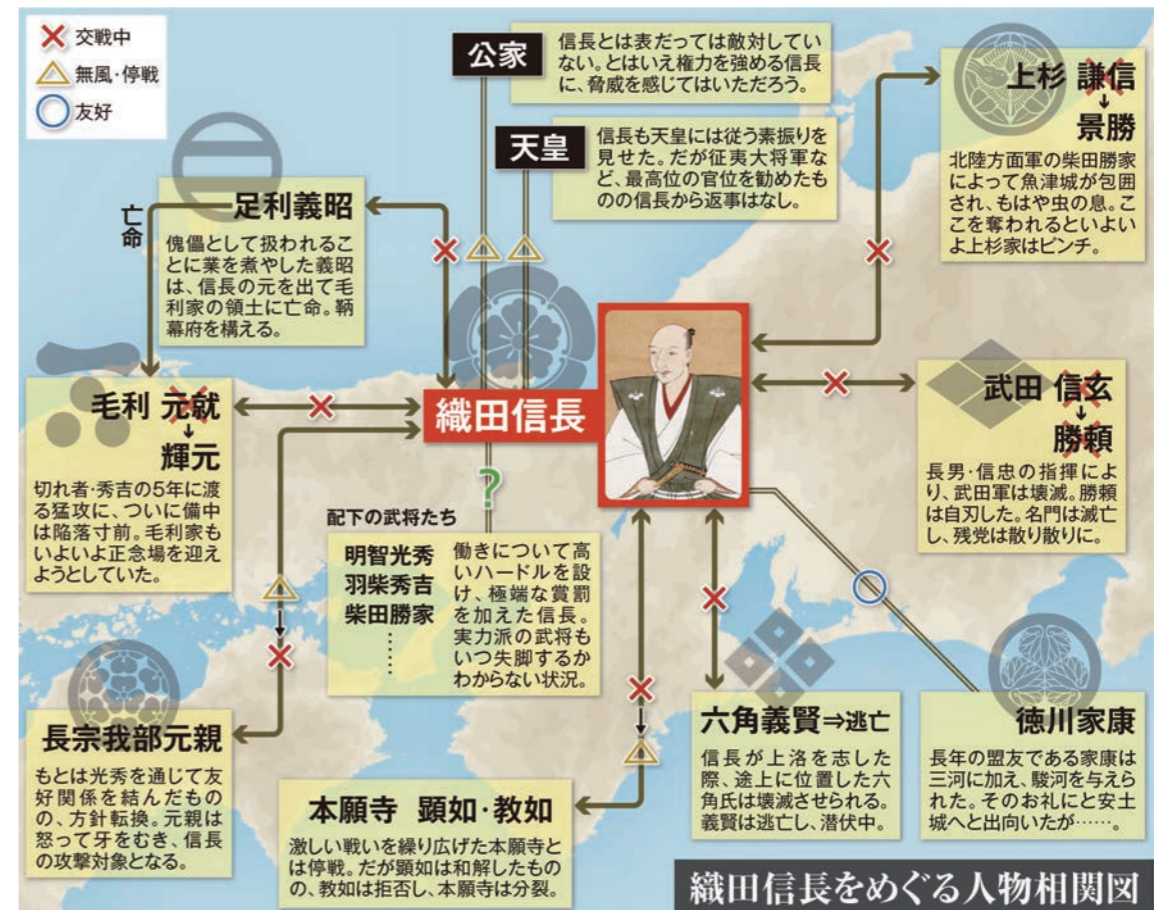 交戦中
無風・停戦
友好
公家
信長とは表だっては敵対してい
ない。とはいえ権力を強める信長
に、脅威を感じてはいただろう。
天皇
信長も天皇には従う素振りを
見せた。だが征夷大将軍な
ど、最高位の官位を勧めたも
のの信長から返事はなし。
上杉 謙信
↓
景勝
北陸方面軍の柴田勝家
によって魚津城が包囲
され、もはや虫の息。こ
こを奪われるといよい
よ上杉家はピンチ。
亡命
足利義昭
傀儡として扱われるこ
とに業を煮やした義昭
は、信長の元を出て毛
利家の領土に亡命。鞆
幕府を構える。
毛利 元就
↓
輝元
切れ者・秀吉の5年に渡
る猛攻に、ついに備中
は陥落寸前。毛利家も
いよいよ正念場を迎え
ようとしていた。
織田信長
武田 信玄
↓
勝頼
長男・信忠の指揮によ
り、武田軍は壊滅。勝頼
は自刃した。名門は滅亡
し、残党は散り散りに。
?
配下の武将たち
明智光秀
羽柴秀吉
柴田勝家
……
働きについて高
いハードルを設
け、極端な賞罰
を加えた信長。
実力派の武将も
いつ失脚するか
わからない状況。
長宗我部元親
もとは光秀を通じて友
好関係を結んだもの
の、方針転換。元親は
怒って牙をむき、信長
の攻撃対象となる。
本願寺 顕如・教如
激しい戦いを繰り広げた本願寺と
は停戦。だが顕如は和解したもの
の、教如は拒否し、本願寺は分裂。
六角義賢⇒逃亡
信長が上洛を志した
際、途上に位置した六
角氏は壊滅させられる。
義賢は逃亡し、潜伏中。
徳川家康
長年の盟友である家康は
三河に加え、駿河を与えら
れた。そのお礼にと安土
城へと出向いたが……。
織田信長をめぐる人物相関図